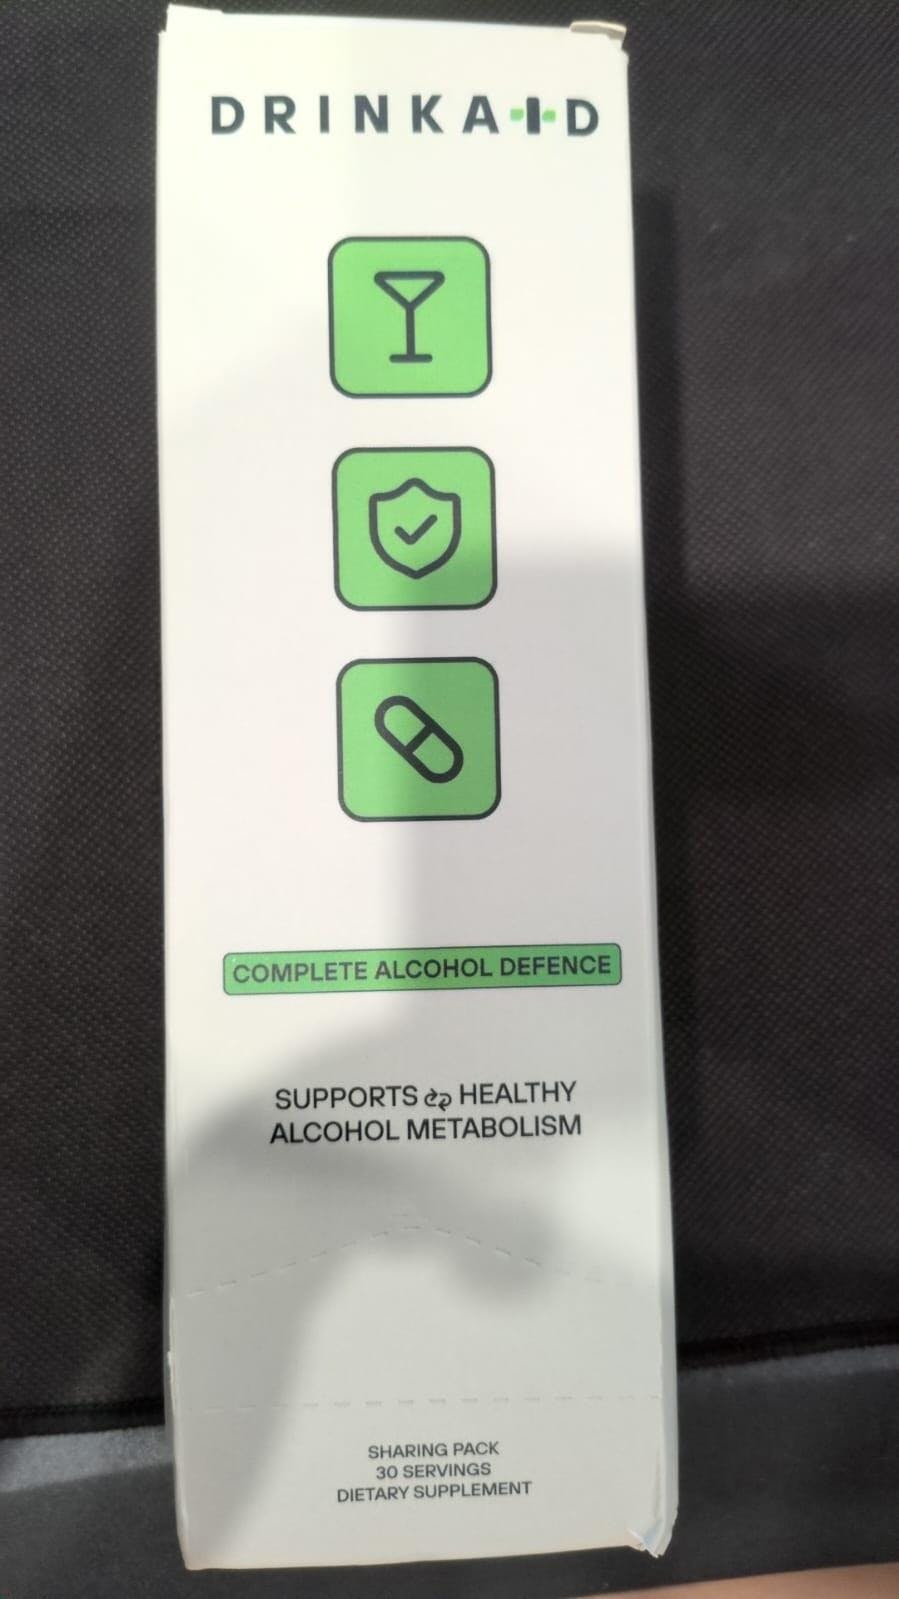 DRINKAID
COMPLETE ALCOHOL DEFENCE
SUPPORTS HEALTHY
ALCOHOL METABOLISM
SHARING PACK
30 SERVINGS
DIETARY SUPPLEMENT